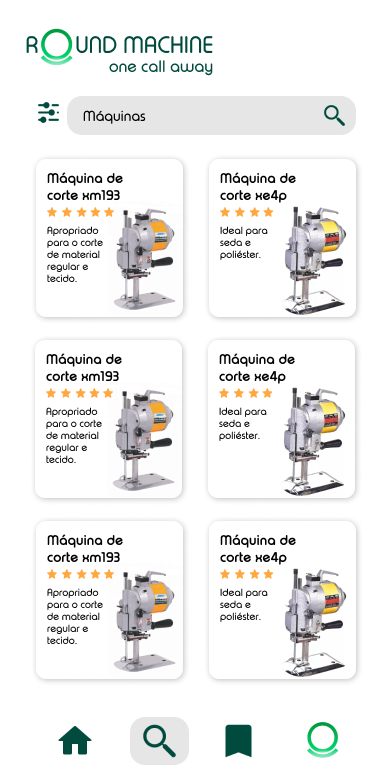 ROUND MACHINE
one call away
Máquinas
Máquina de
corte xm193
Apropriado
para o corte
de material
regular e
tecido.
Máquina de
corte xe4p
Ideal para
seda e
poliéster.
Máquina de
corte xm193
Apropriado
para o corte
de material
regular e
tecido.
Máquina de
corte xe4p
Ideal para
seda e
poliéster.
Máquina de
corte xm193
Apropriado
para o corte
de material
regular e
tecido.
Máquina de
corte xe4p
Ideal para
seda e
poliéster.